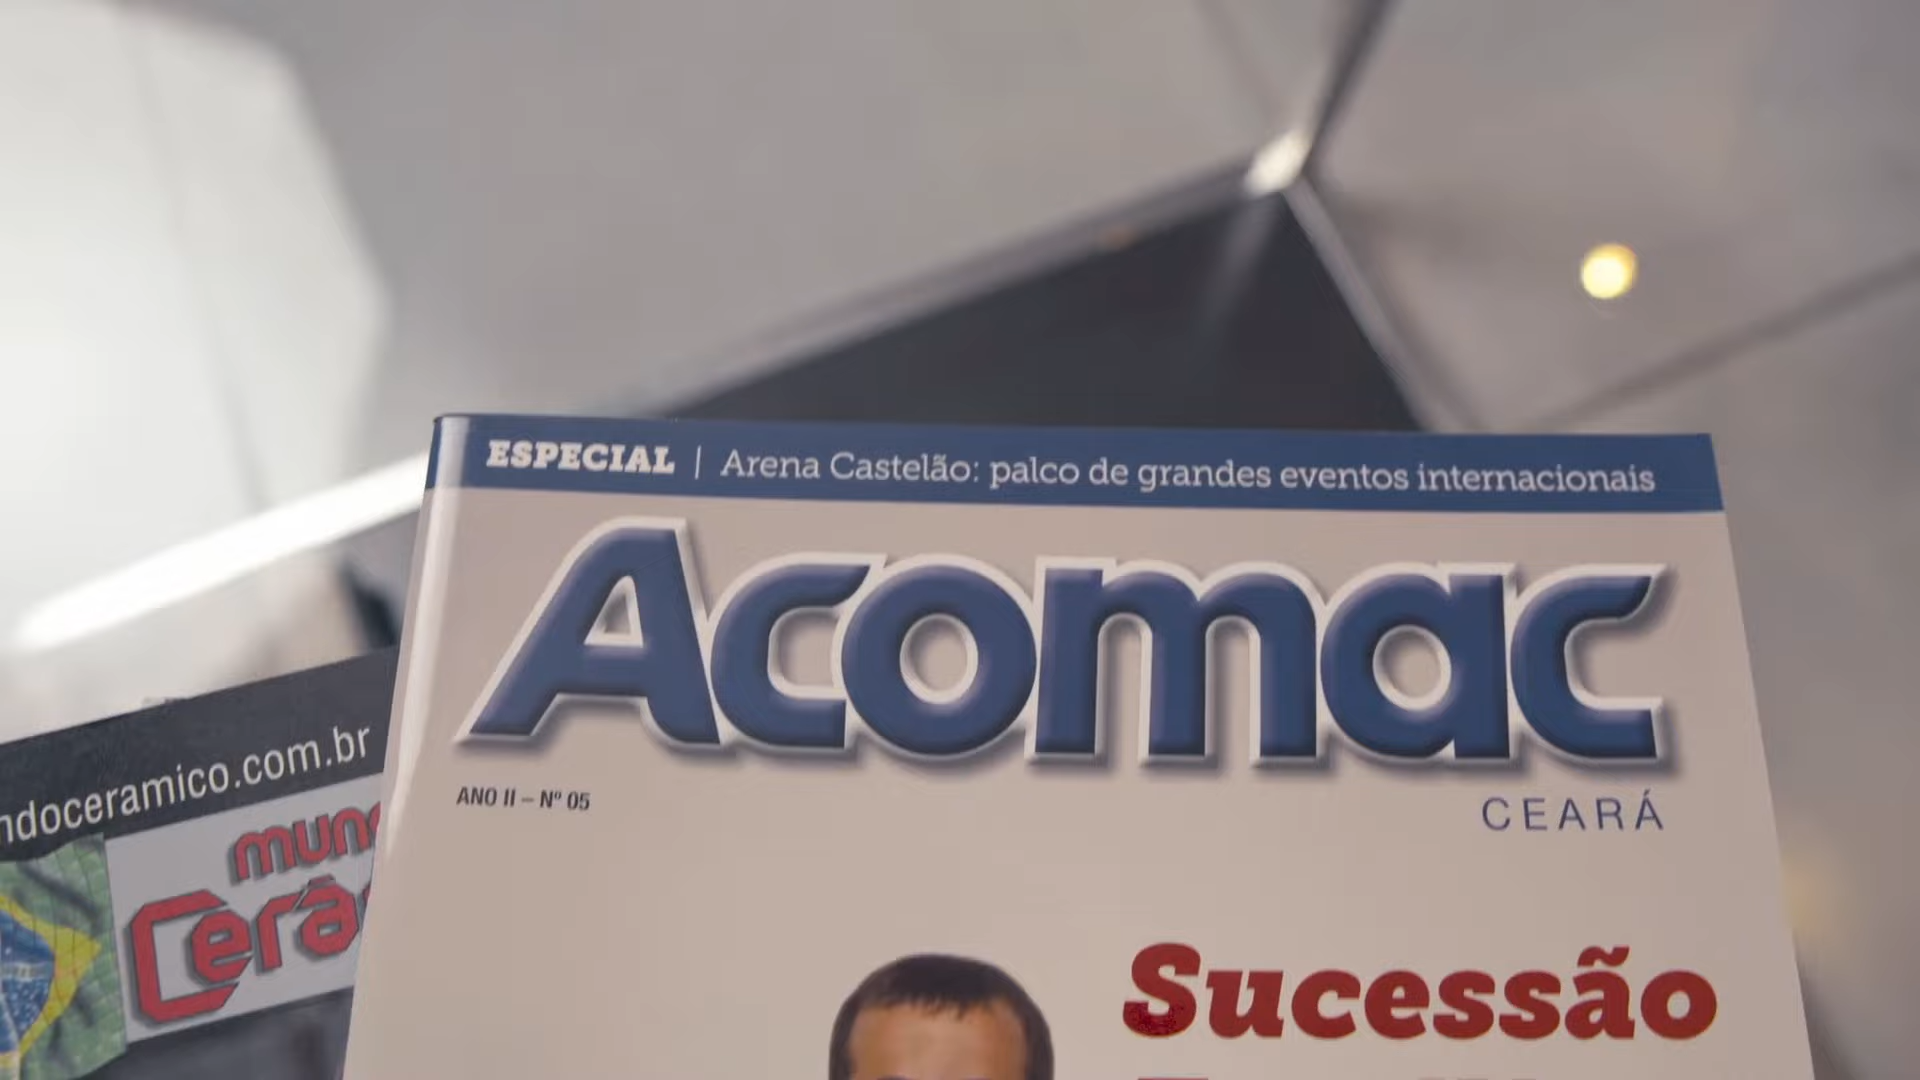 ESPECIAL | Arena Castelão: palco de grandes eventos internacionais
Acomac
ANO II – Nº 05
CEARÁ
Sucessão
ndoceramico.com.br